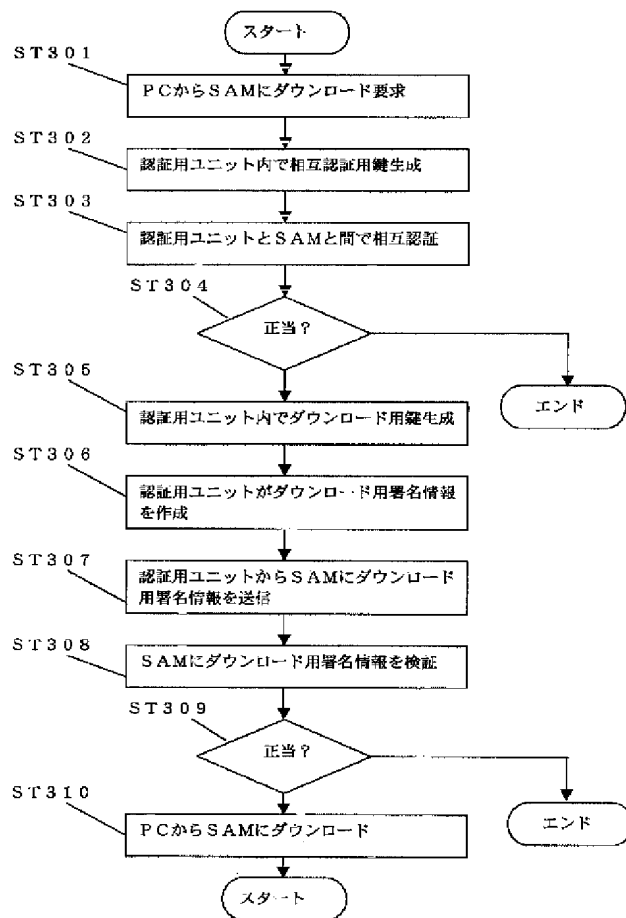 スタート
ST301
PCからSAMにダウンロード要求
ST302
認証用ユニット内で相互認証用鍵生成
ST303
認証用ユニットとSAMと間で相互認証
ST304
正当?
エンド
ST305
認証用ユニット内でダウンロード用鍵生成
ST306
認証用ユニットがダウンロード用署名情報
を作成
ST307
認証用ユニットからSAMにダウンロード
用署名情報を送信
ST308
SAMにダウンロード用署名情報を検証
ST309
正当?
エンド
ST310
PCからSAMにダウンロード
スタート